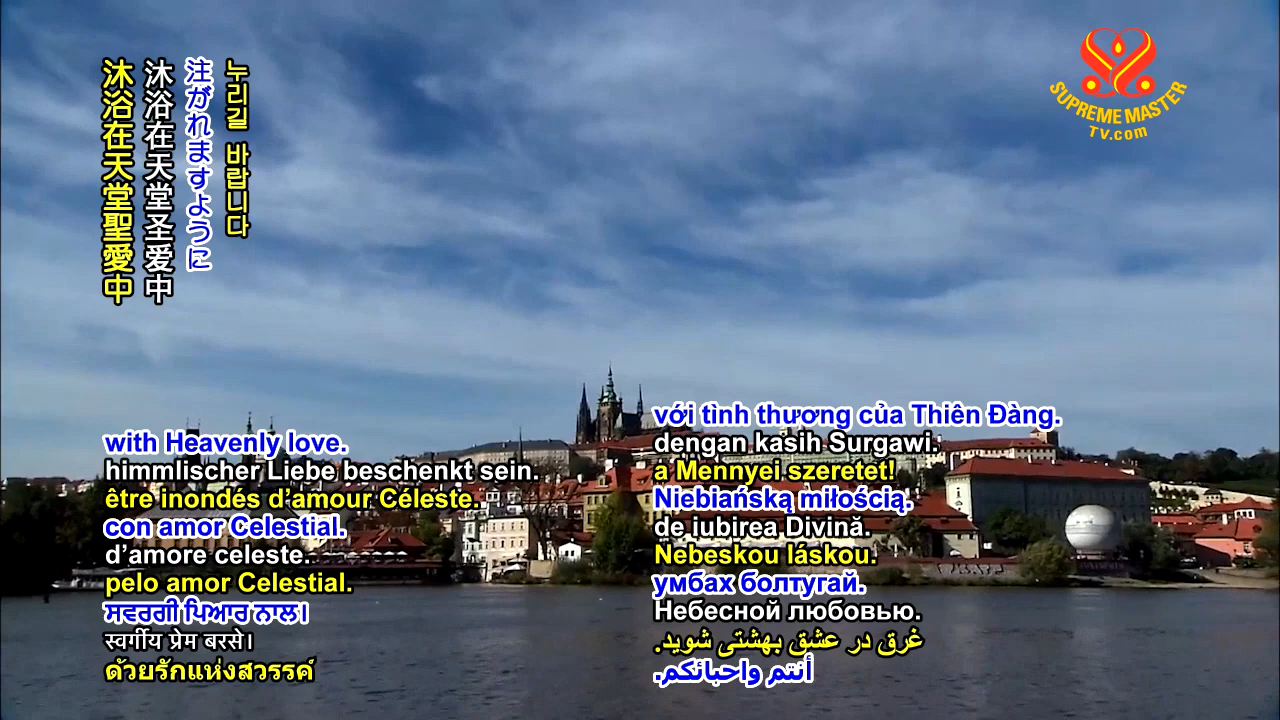 누리길 바랍니다
注がれますように
沐浴在天堂圣爱中
沐浴在天堂聖愛中
SUPREME MASTER
TV.com
with Heavenly love.
himmlischer Liebe beschenkt sein.
être inondés d’amour Céleste.
con amor Celestial.
d’amore celeste.
pelo amor Celestial.
ਸਵਰਗੀ ਪਿਆਰ ਨਾਲ।
स्वर्गीय प्रेम बरसे।
ด้วยรักแห่งสวรรค์
với tình thương của Thiên Đàng.
dengan kasih Surgawi.
a Mennyei szeretet!
Niebiańską miłością.
de iubirea Divină.
Nebeskou láskou.
умбах болтугай.
Небесной любовью.
غرق در عشق بهشتی شوید.
أنتم واحبائكم.